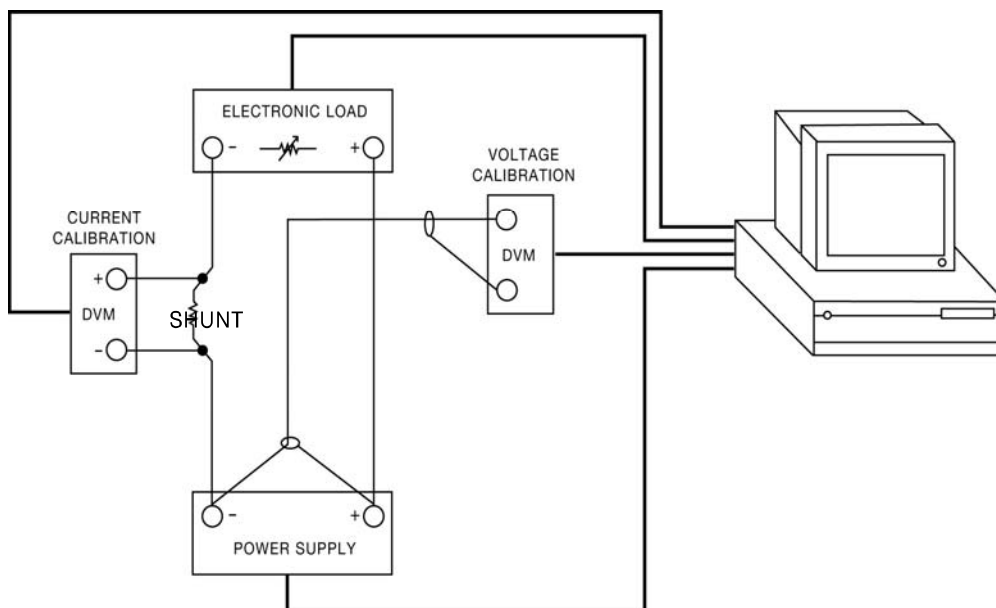 ELECTRONIC LOAD
- +
VOLTAGE
CALIBRATION
DVM
CURRENT
CALIBRATION
+
DVM
-
SHUNT
- +
POWER SUPPLY